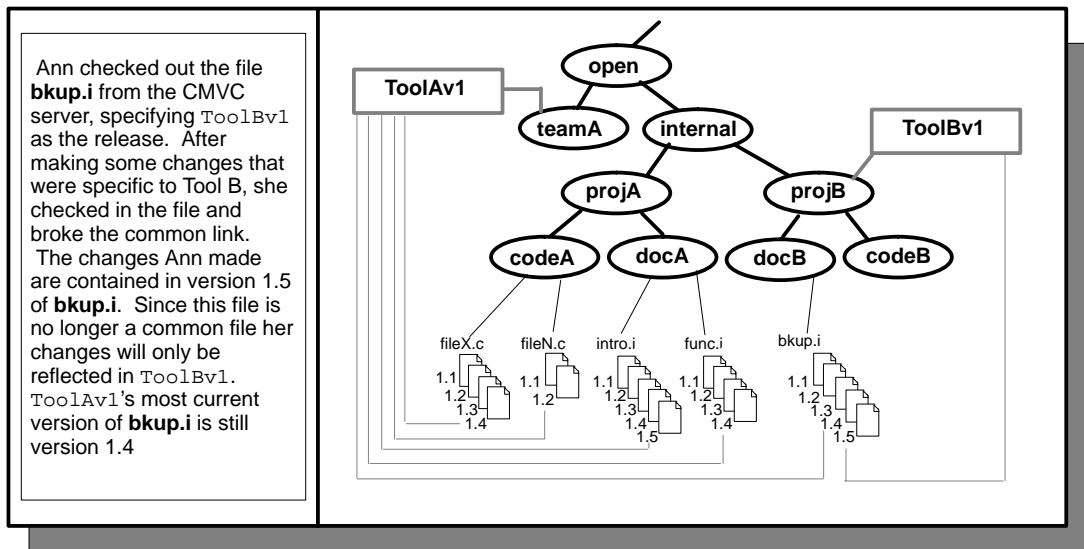 Ann checked out the file
bkup.i from the CMVC
server, specifying ToolBv1
as the release. After
making some changes that
were specific to Tool B, she
checked in the file and
broke the common link.
The changes Ann made
are contained in version 1.5
of bkup.i. Since this file is
no longer a common file her
changes will only be
reflected in ToolBv1.
ToolAv1's most current
version of bkup.i is still
version 1.4
open
ToolAv1
teamA
internal
ToolBv1
projA
projB
codeA
docA
docB
codeB
fileX.c
fileN.c
intro.i
func.i
bkup.i
1.1
1.2
1.3
1.4
1.1
1.2
1.1
1.2
1.3
1.4
1.5
1.1
1.2
1.3
1.4
1.1
1.2
1.3
1.4
1.5